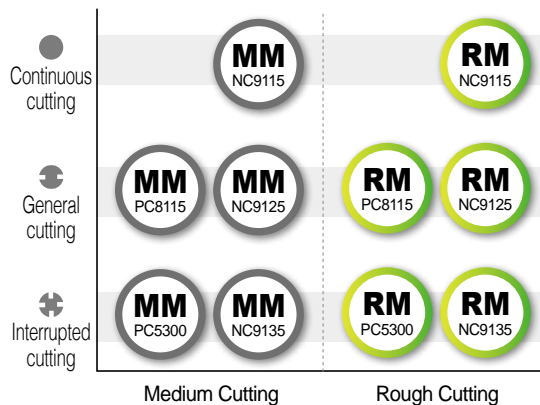 Continuous
cutting
MM
NC9115
RM
NC9115
General
cutting
MM
PC8115
MM
NC9125
RM
PC8115
RM
NC9125
Interrupted
cutting
MM
PC5300
MM
NC9135
RM
PC5300
RM
NC9135
Medium Cutting
Rough Cutting